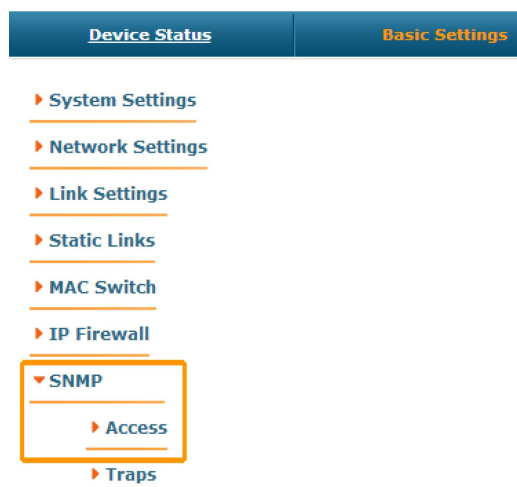 Device Status Basic Settings
System Settings
Network Settings
Link Settings
Static Links
MAC Switch
IP Firewall
SNMP
Access
Traps